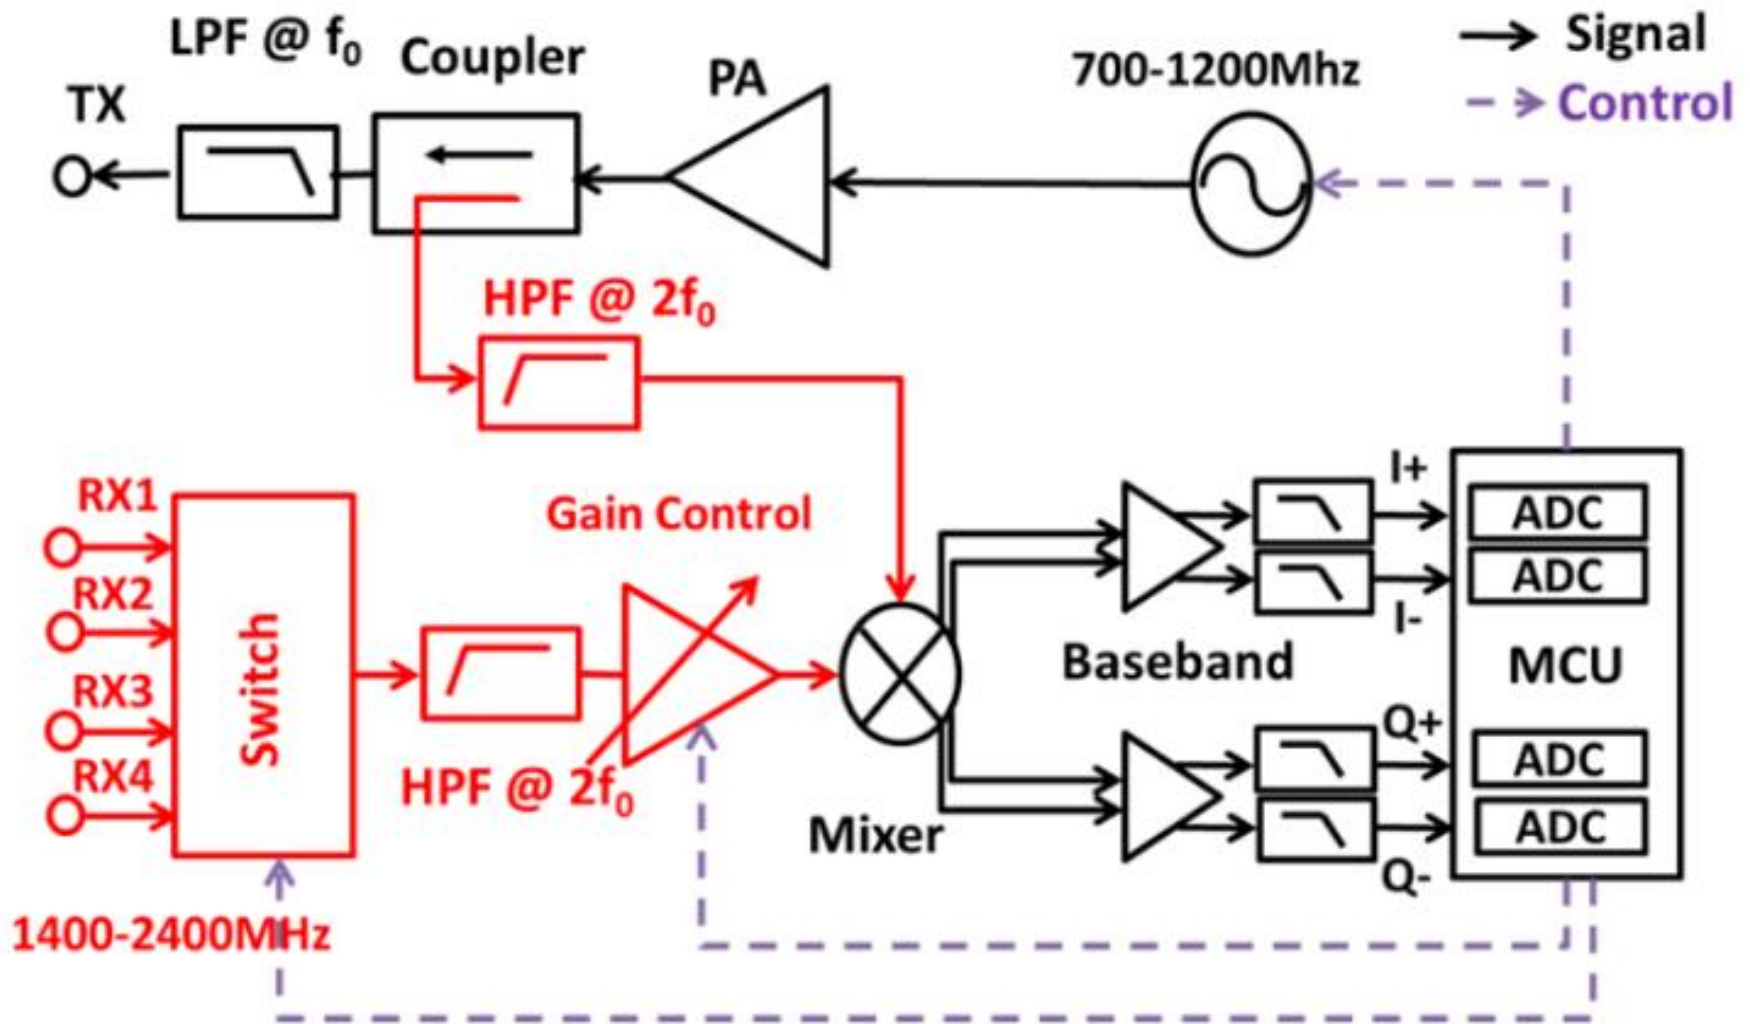 LPF @ f₀
Coupler
PA
700-1200Mhz
Signal
Control
TX
HPF @ 2f₀
RX1
RX2
RX3
RX4
Switch
Gain Control
HPF @ 2f₀
1400-2400MHz
Mixer
Baseband
I+
I-
Q+
Q-
ADC
ADC
MCU
ADC
ADC